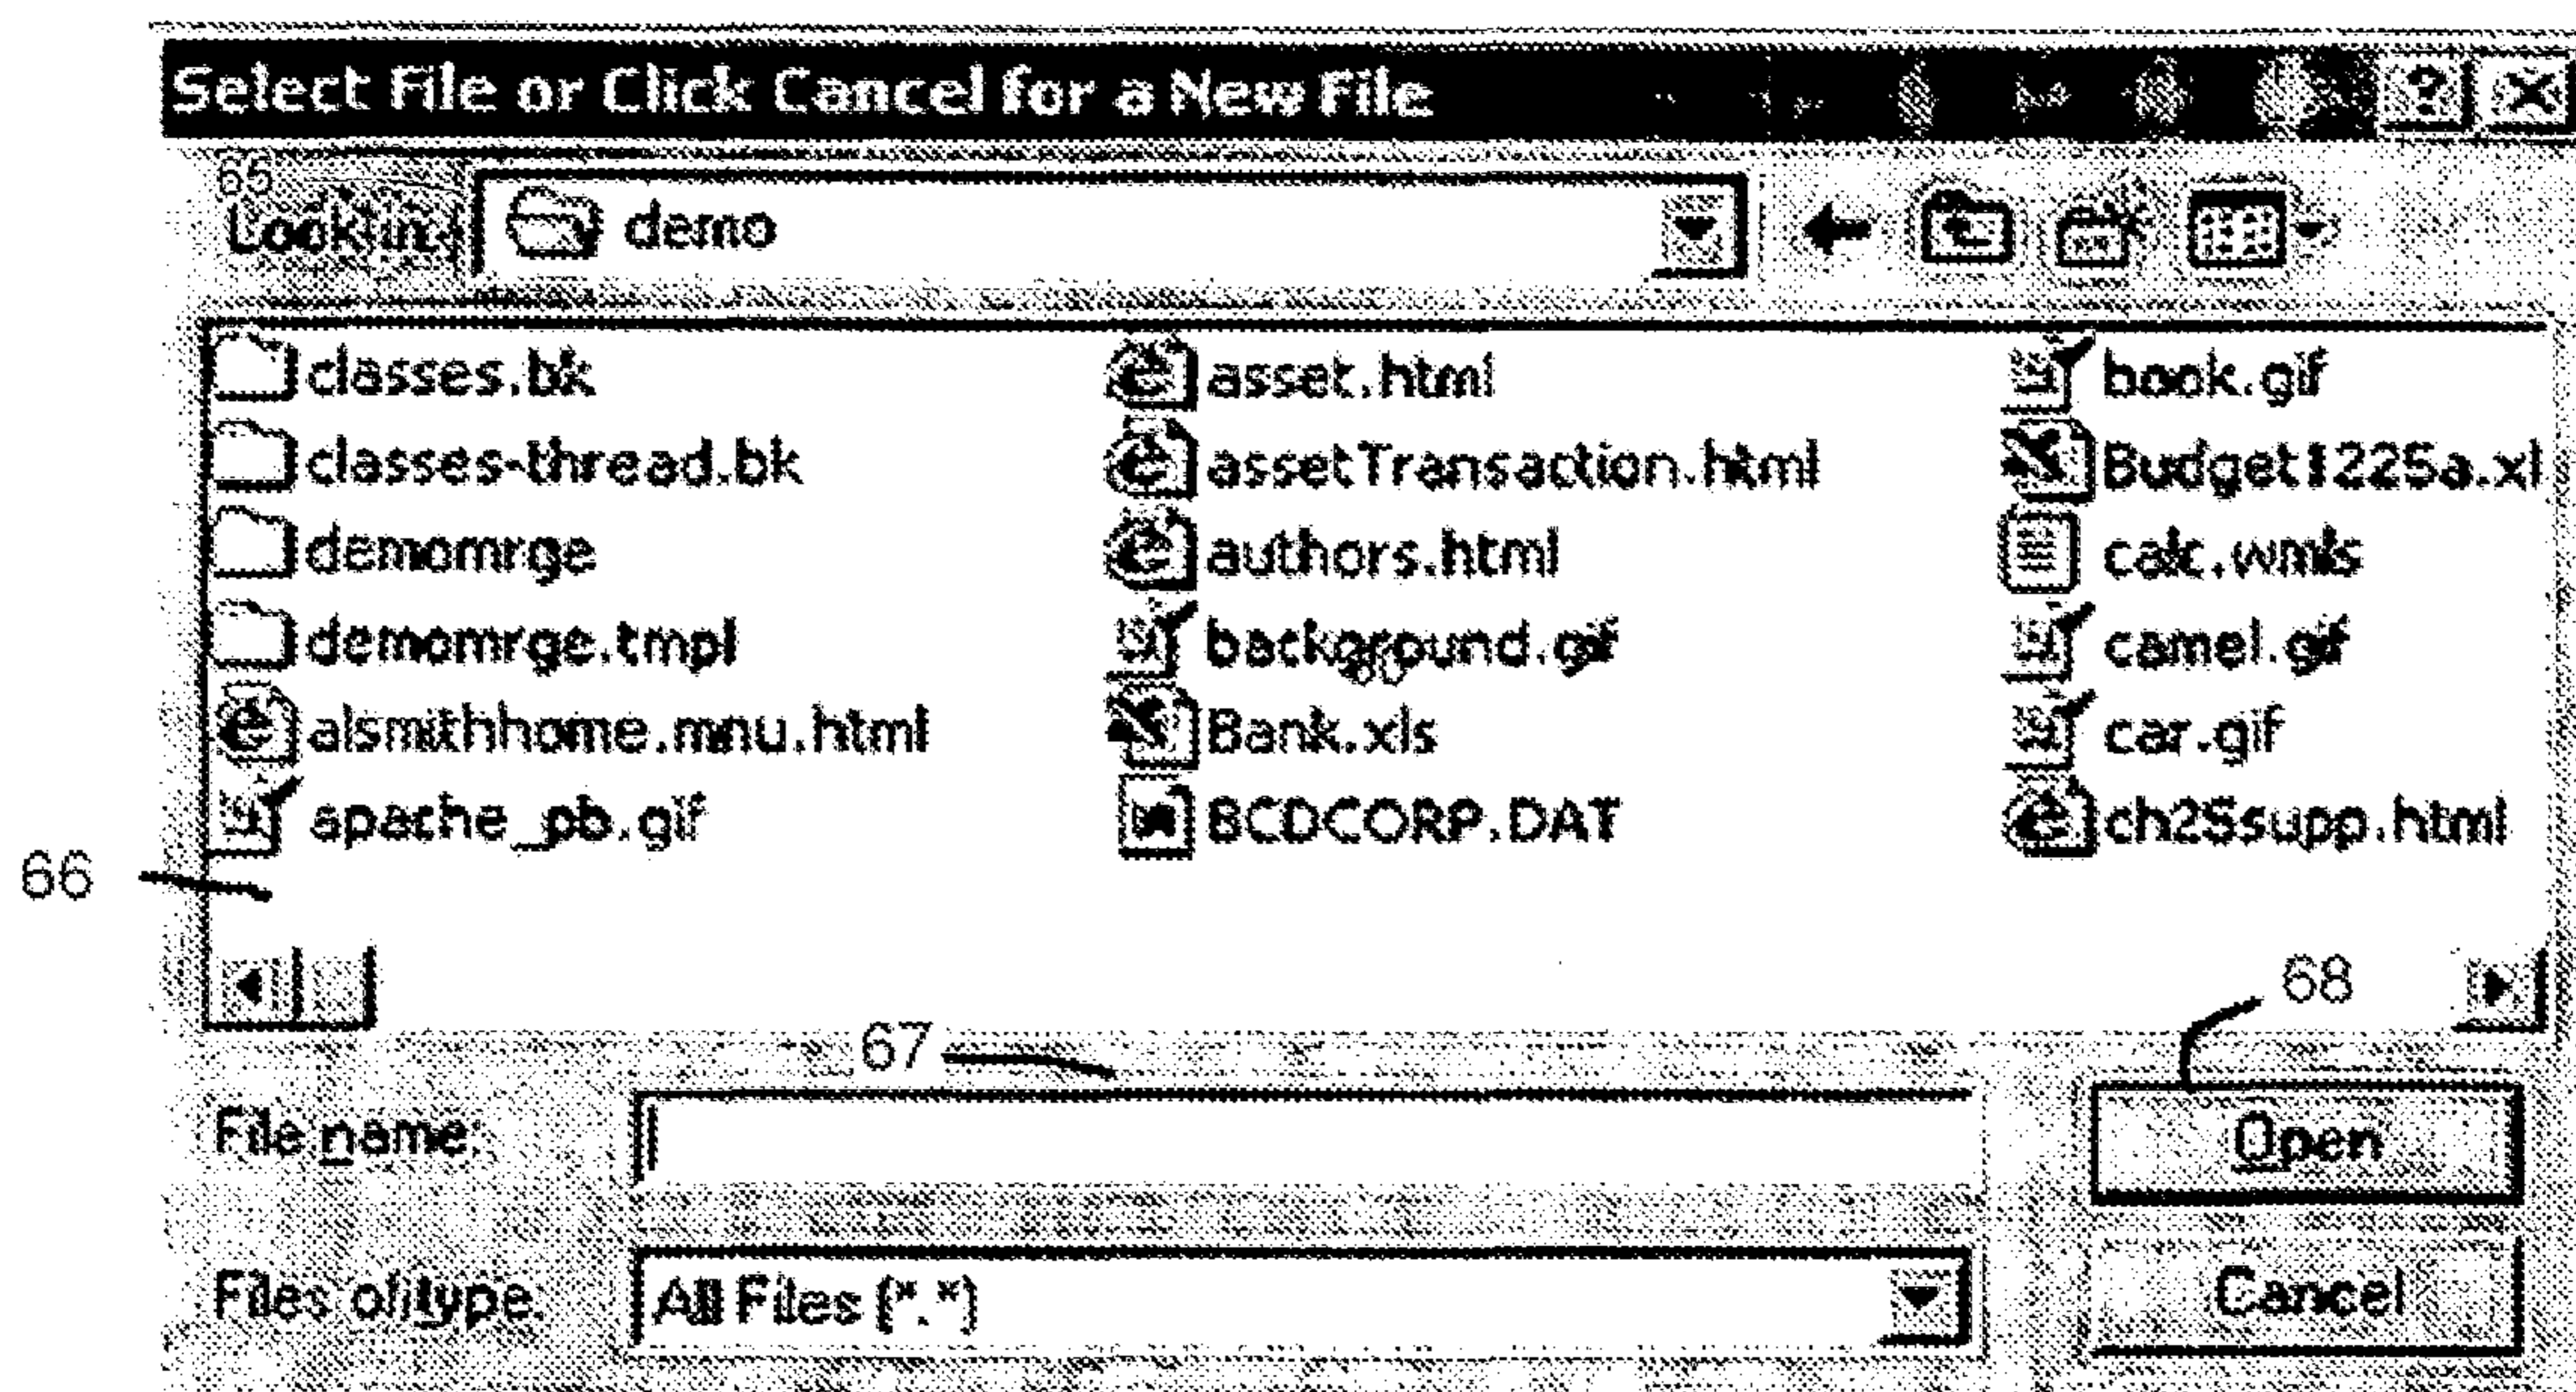 Select File or Click Cancel for a New File
65
Look in: demo
classes.bk asset.html book.gif
classes-thread.bk assetTransaction.html Budget1225a.xl
demomrge authors.html calc.wmls
demomrge.tmpl background.gif camel.gif
alsmithhome.mnu.html Bank.xls car.gif
apache_pb.gif BCDCORP.DAT
66
68
67
File name: Open
Files of type: All Files (*.*) Cancel